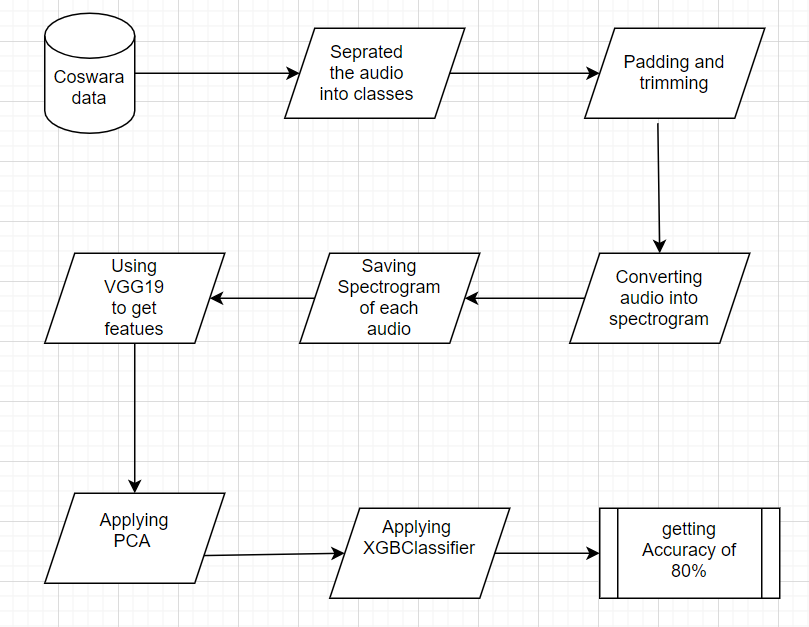 Coswara
data
Seprated
the audio
into classes
Padding and
trimming
Converting
audio into
spectrogram
Saving
Spectrogram
of each
audio
Using
VGG19
to get
featues
Applying
PCA
Applying
XGBClassifier
getting
Accuracy of
80%